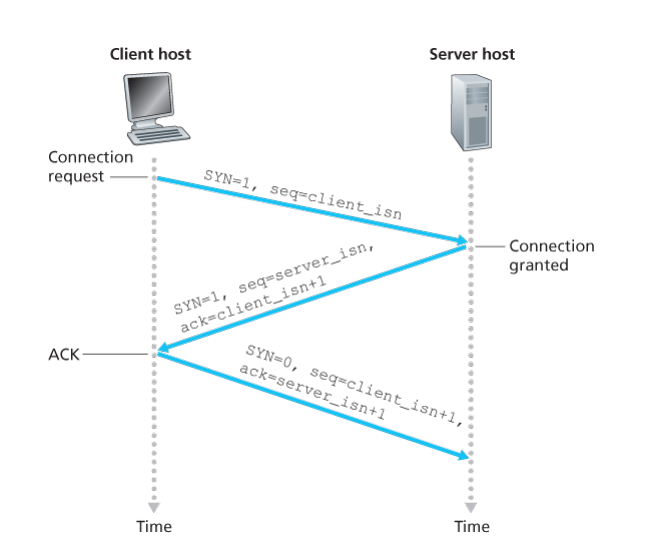 Client host
Server host
Connection
request
SYN=1, seq=client_isn
Connection
granted
SYN=1, seq=server_isn,
ack=client_isn+1
ACK
SYN=0, seq=client_isn+1,
ack=server_isn+1
Time
Time